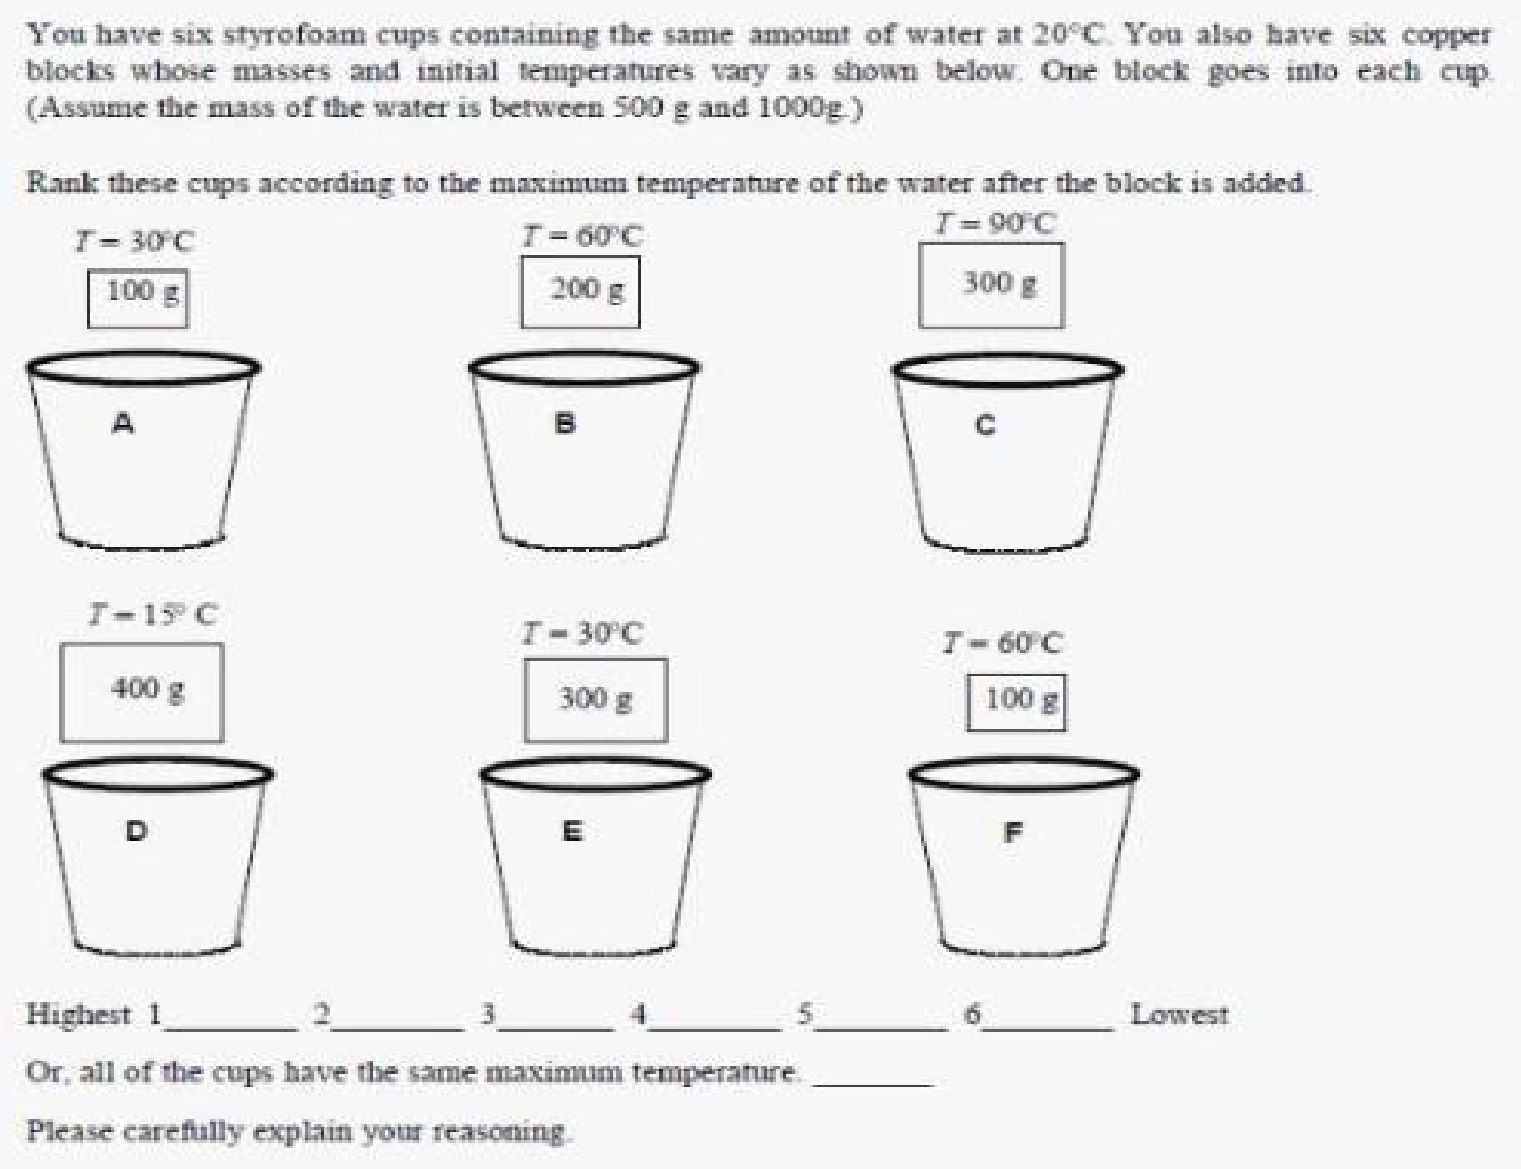 You have six styrofoam cups containing the same amount of water at 20°C. You also have six copper
blocks whose masses and initial temperatures vary as shown below. One block goes into each cup.
(Assume the mass of the water is between 500 g and 1000g.)
Rank these cups according to the maximum temperature of the water after the block is added.
T = 30°C
T = 60°C
T = 90°C
100 g
200 g
300 g
A
B
C
T = 15° C
T = 30°C
T = 60°C
400 g
300 g
100 g
D
E
F
Highest 1________ 2________ 3________ 4________ 5________ 6________ Lowest
Or, all of the cups have the same maximum temperature. ________
Please carefully explain your reasoning.